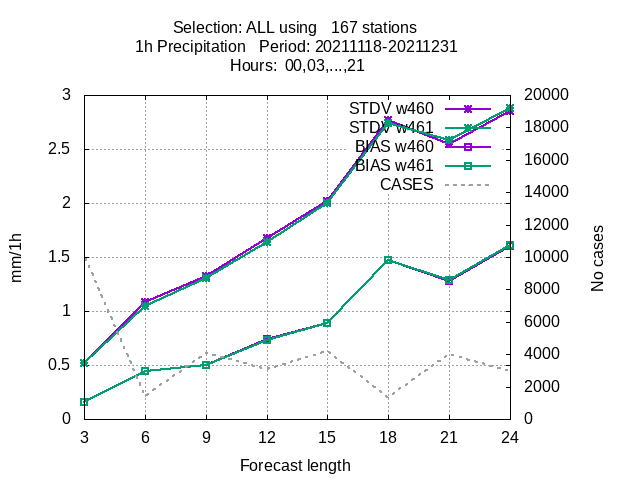 Selection: ALL using   167 stations
1h Precipitation   Period: 20211118-20211231
Hours:  00,03,...,21
STDV w460
STDV w461
BIAS w460
BIAS w461
CASES
3
2.5
2
1.5
1
0.5
0
20000
18000
16000
14000
12000
10000
8000
6000
4000
2000
0
mm/1h
No cases
3 6 9 12 15 18 21 24
Forecast length